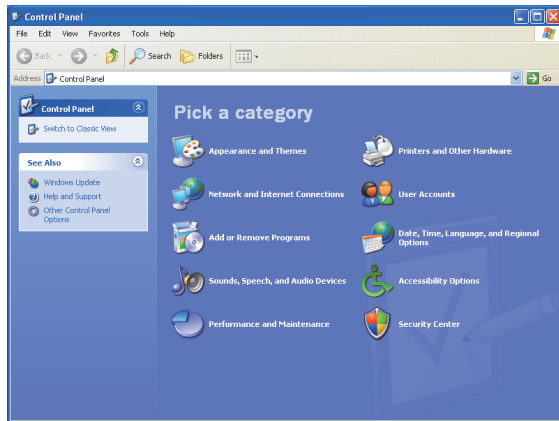 Control Panel
File Edit View Favorites Tools Help
Back Search Folders
Address Control Panel Go
Control Panel
Switch to Classic View
See Also
Windows Update
Help and Support
Other Control Panel
Options
Pick a category
Appearance and Themes
Printers and Other Hardware
Network and Internet Connections
User Accounts
Add or Remove Programs
Date, Time, Language, and Regional
Options
Sounds, Speech, and Audio Devices
Accessibility Options
Performance and Maintenance
Security Center